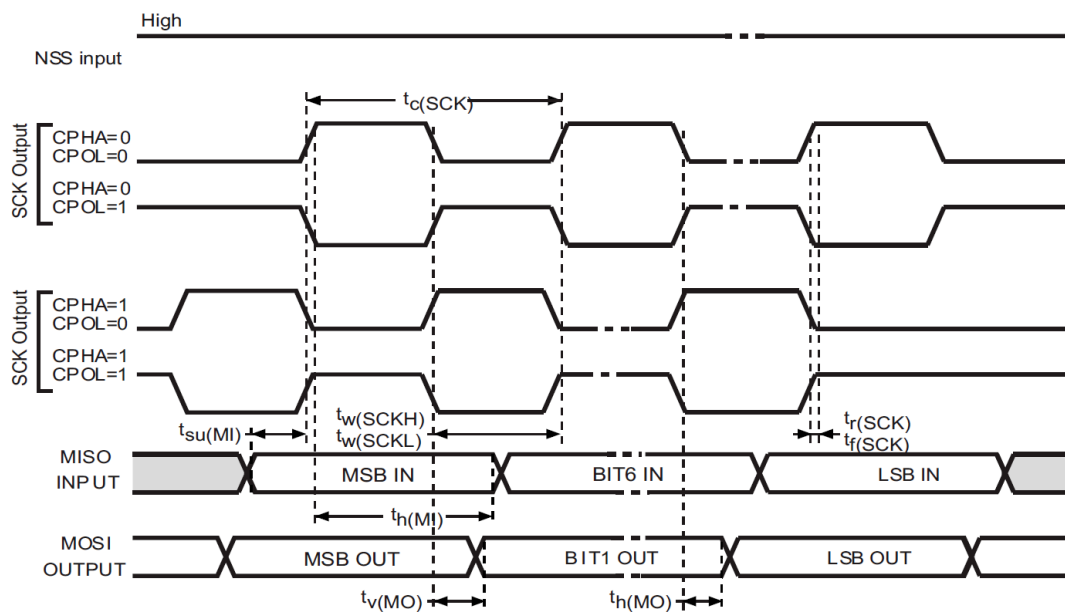 High
NSS input
tc(SCK)
SCK Output
CPHA=0
CPOL=0
CPHA=0
CPOL=1
SCK Output
CPHA=1
CPOL=0
CPHA=1
CPOL=1
tsu(MI)
tw(SCKH)
tw(SCKL)
tr(SCK)
tf(SCK)
MISO
INPUT
MSB IN
BIT6 IN
LSB IN
th(MI)
MOSI
OUTPUT
MSB OUT
BIT1 OUT
LSB OUT
tv(MO)
th(MO)